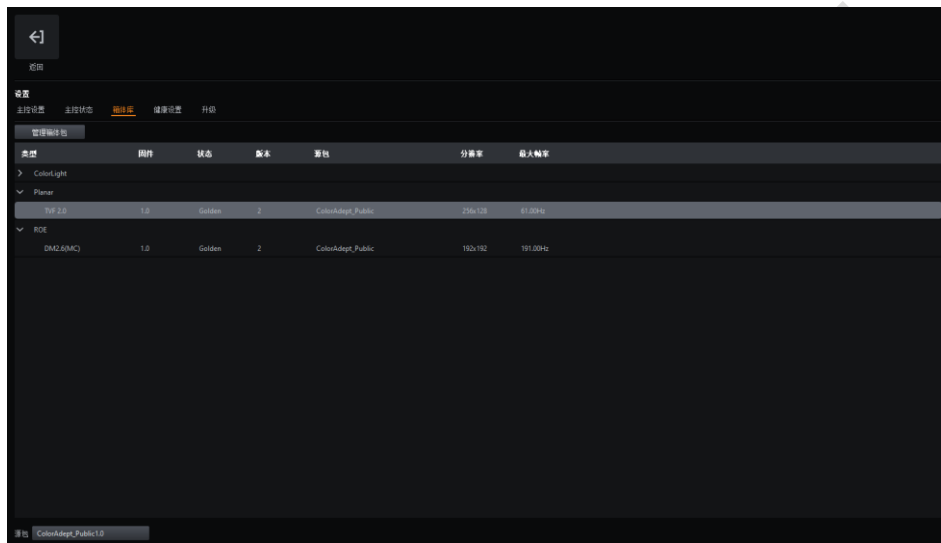 返回
设置
主控设置 主控状态 箱体库 健康设置 升级
管理箱体包
类型 固件 状态 版本 源包 分善率 最大帧率
ColorLight
Planar
TVF 2.0 1.0 Golden 2 ColorAdept_Public 256x128 61.00Hz
ROE
DM2.6(MC) 1.0 Golden 2 ColorAdept_Public 192x192 191.00Hz
源包 ColorAdept_Public1.0